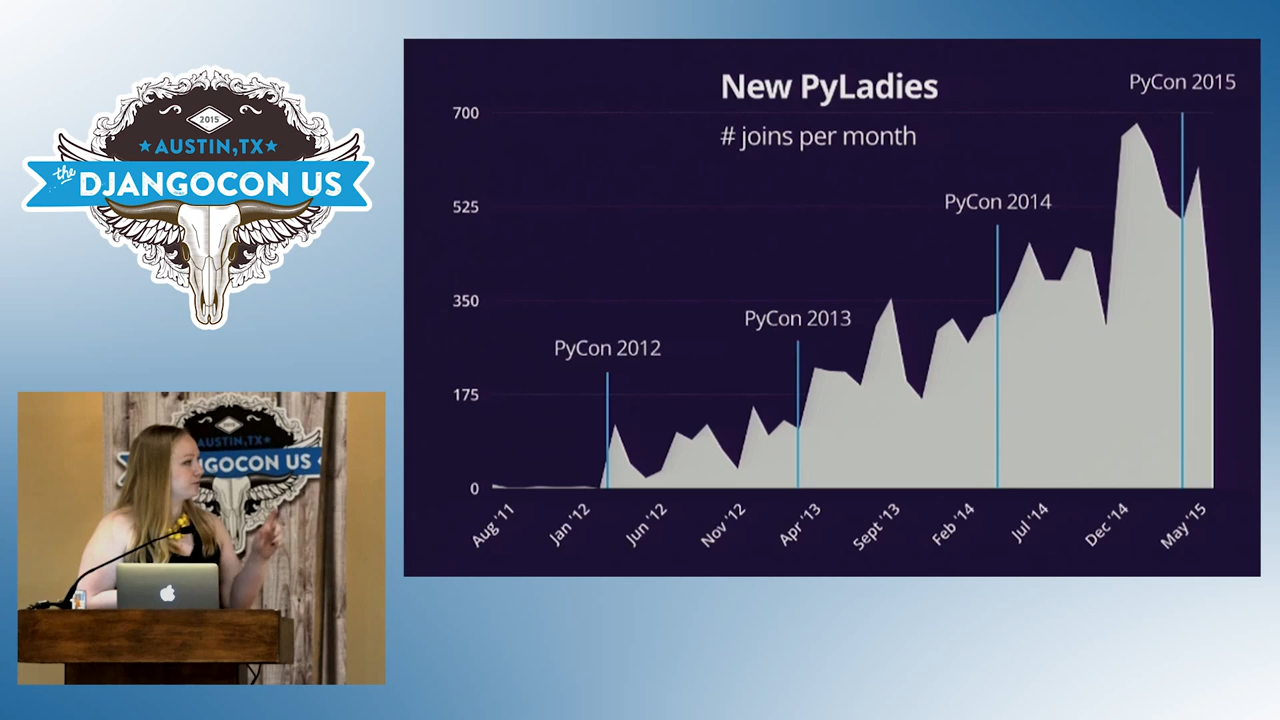 2015
★AUSTIN,TX★
the
DJANGOCON US
New PyLadies
# joins per month
PyCon 2015
PyCon 2014
PyCon 2013
PyCon 2012
700
525
350
175
0
Aug '11
Jan '12
Jun '12
Nov '12
Apr '13
Sept '13
Feb '14
Jul '14
Dec '14
May '15
AUSTIN,TX★
NGOCON US